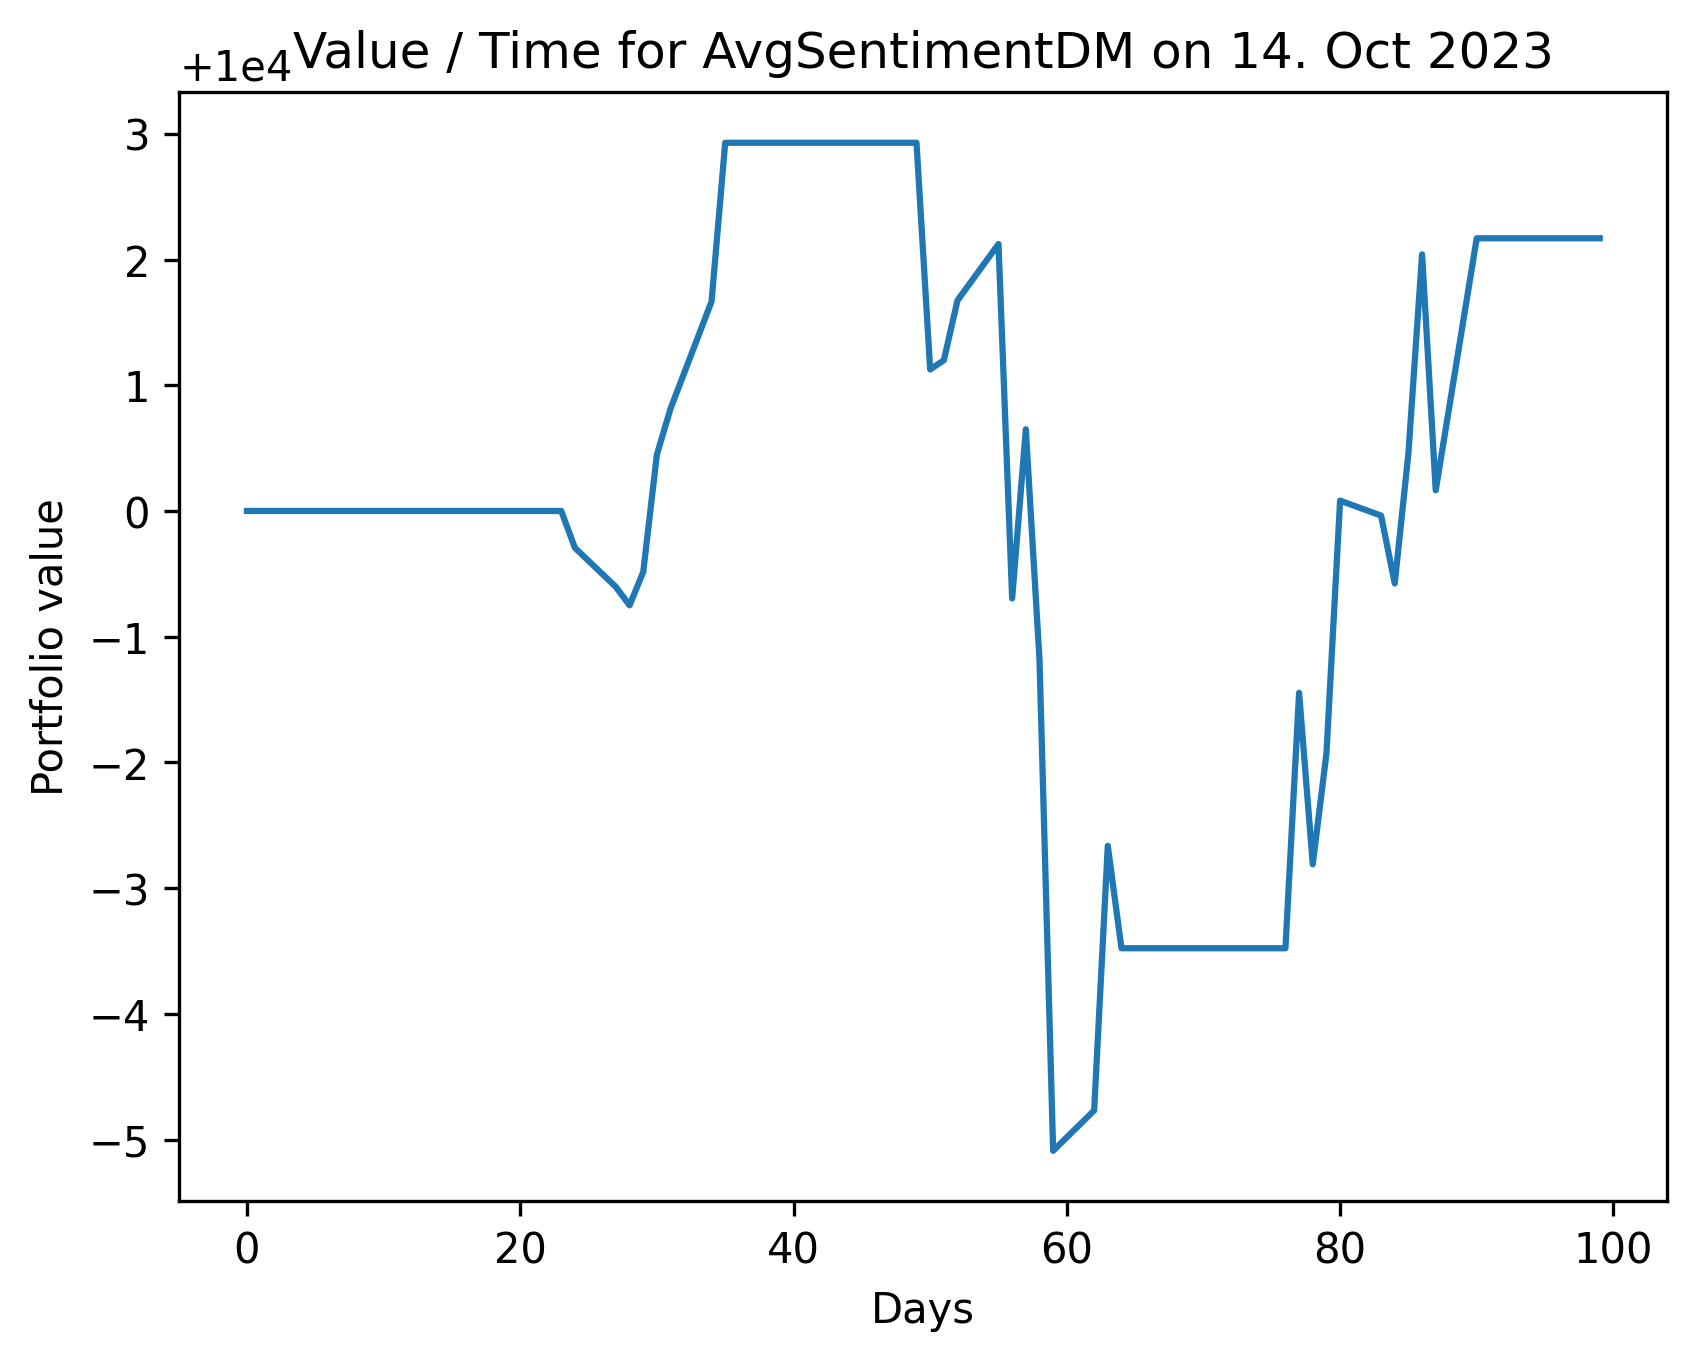 Value / Time for AvgSentimentDM on 14. Oct 2023
+1e4
3
2
1
0
−1
−2
−3
−4
−5
Portfolio value
0 20 40 60 80 100
Days